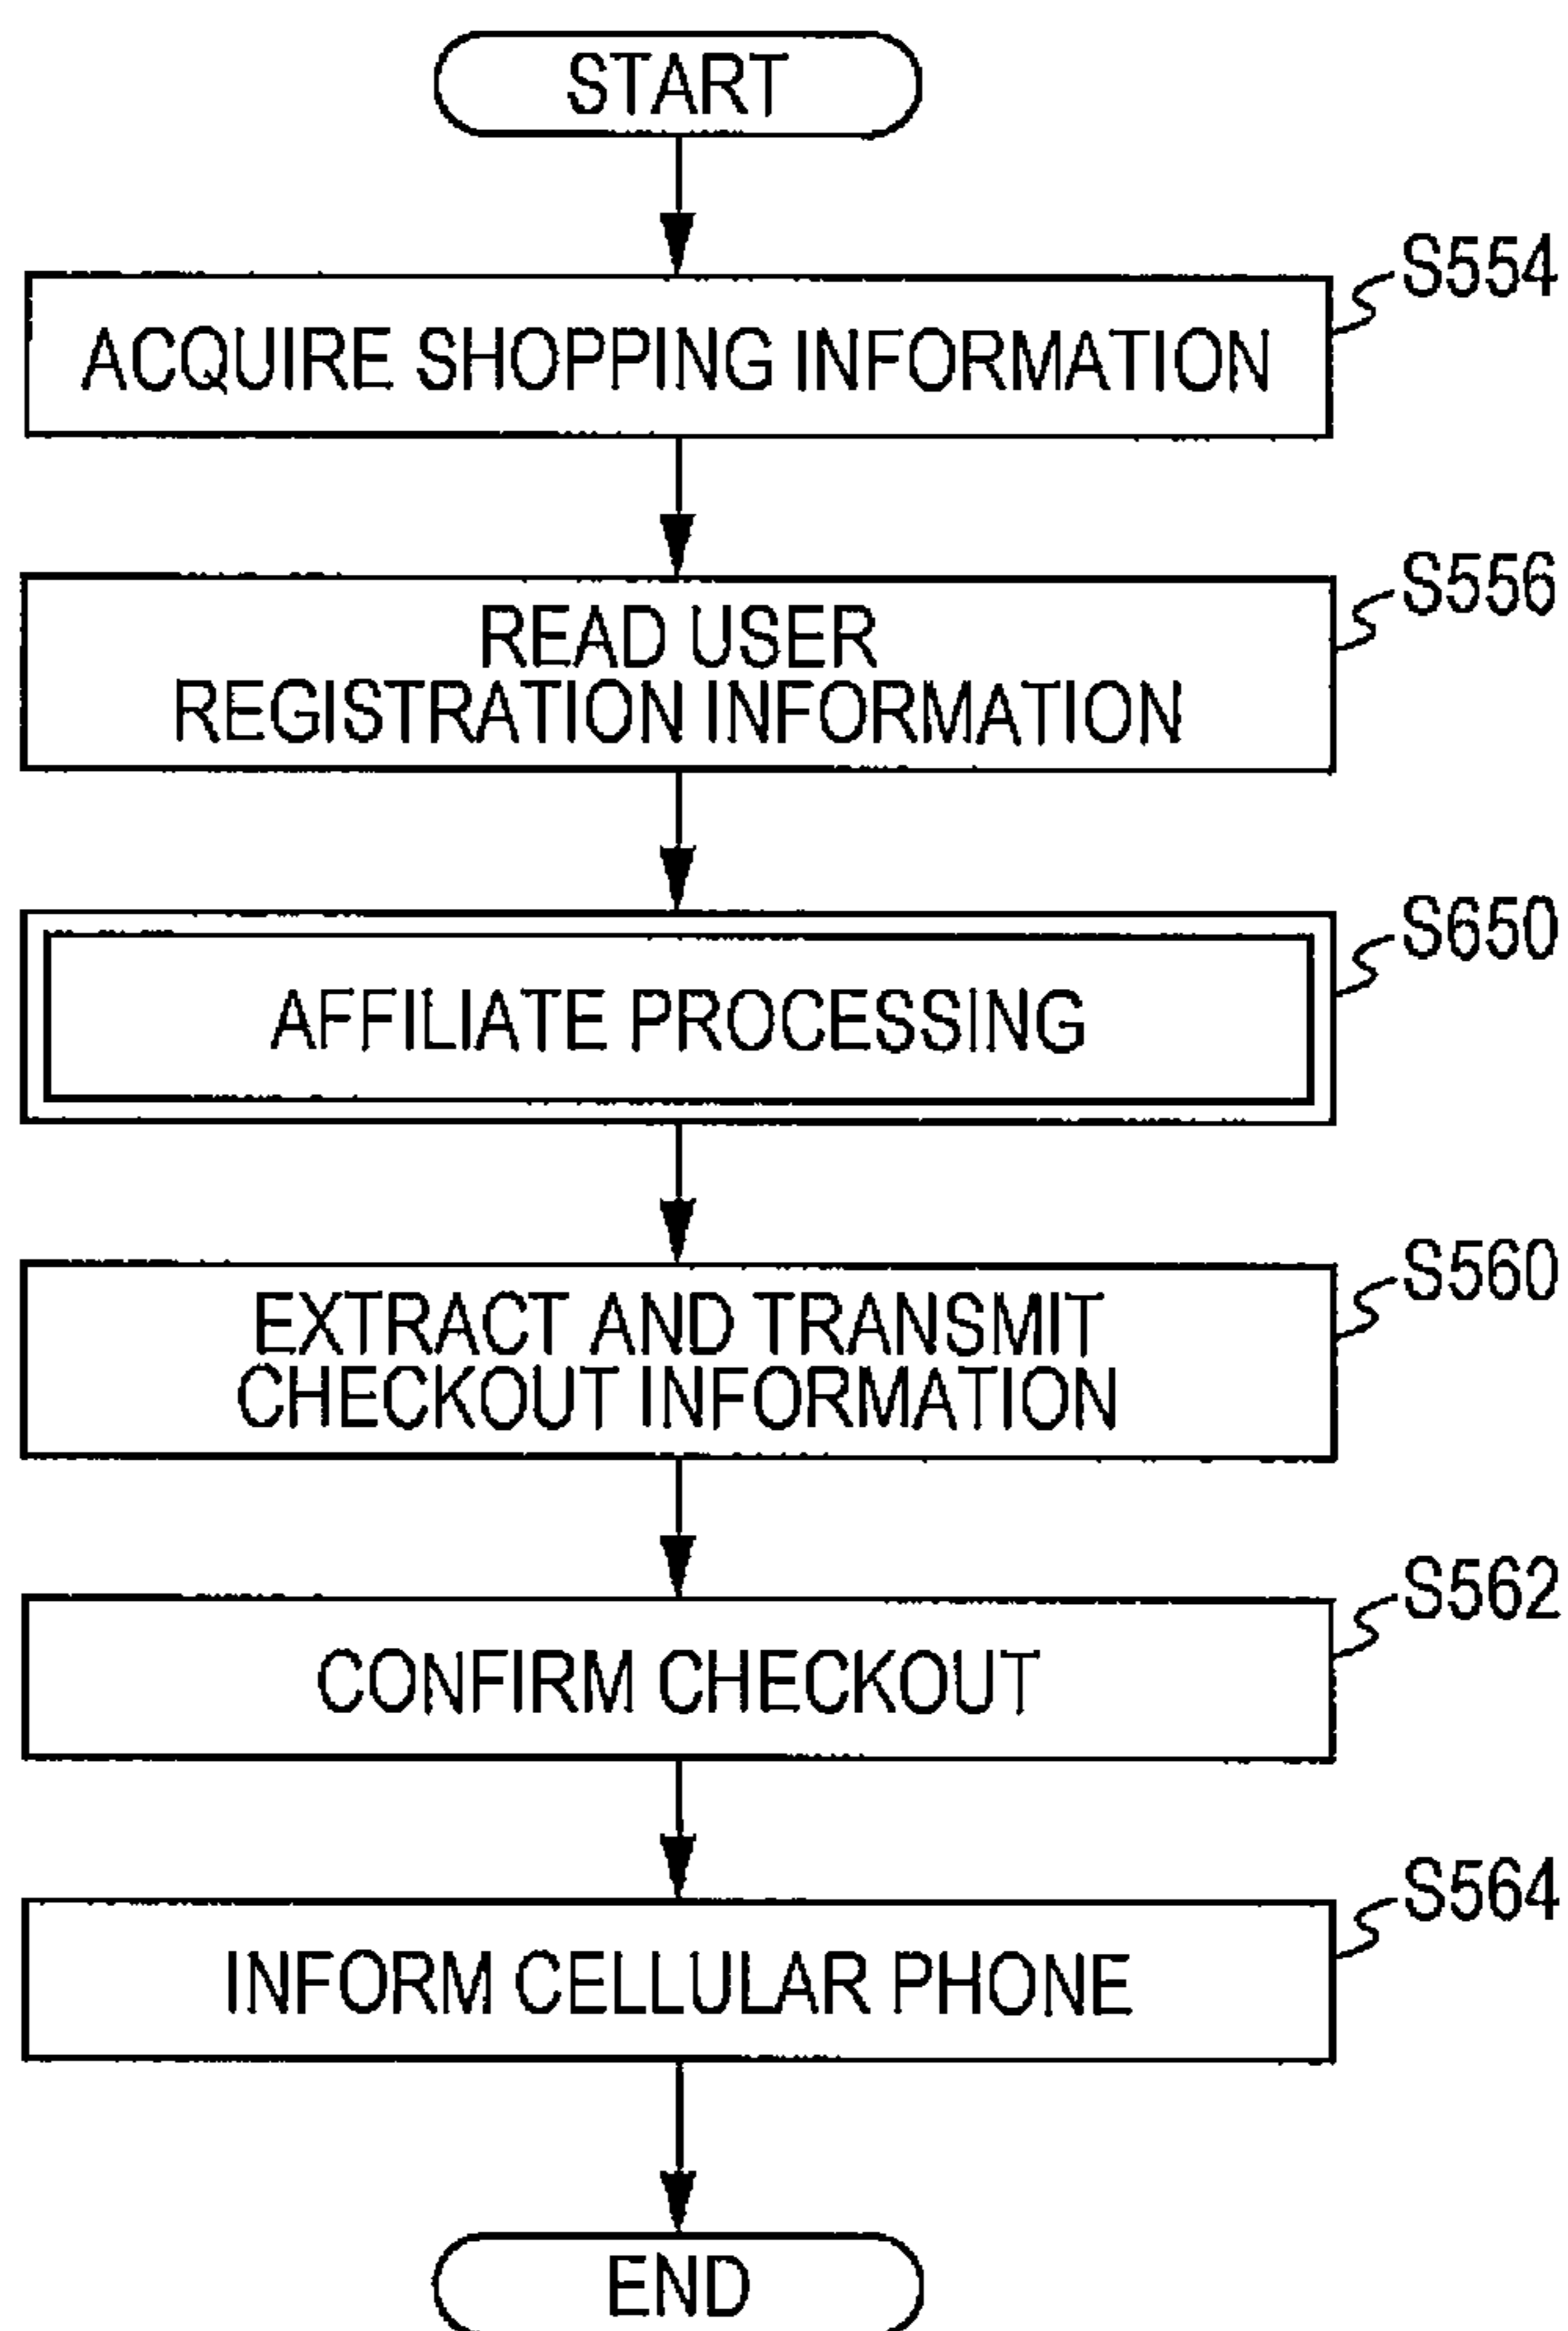 START
S554
ACQUIRE SHOPPING INFORMATION
S556
READ USER
REGISTRATION INFORMATION
S650
AFFILIATE PROCESSING
S560
EXTRACT AND TRANSMIT
CHECKOUT INFORMATION
S562
CONFIRM CHECKOUT
S564
INFORM CELLULAR PHONE
END